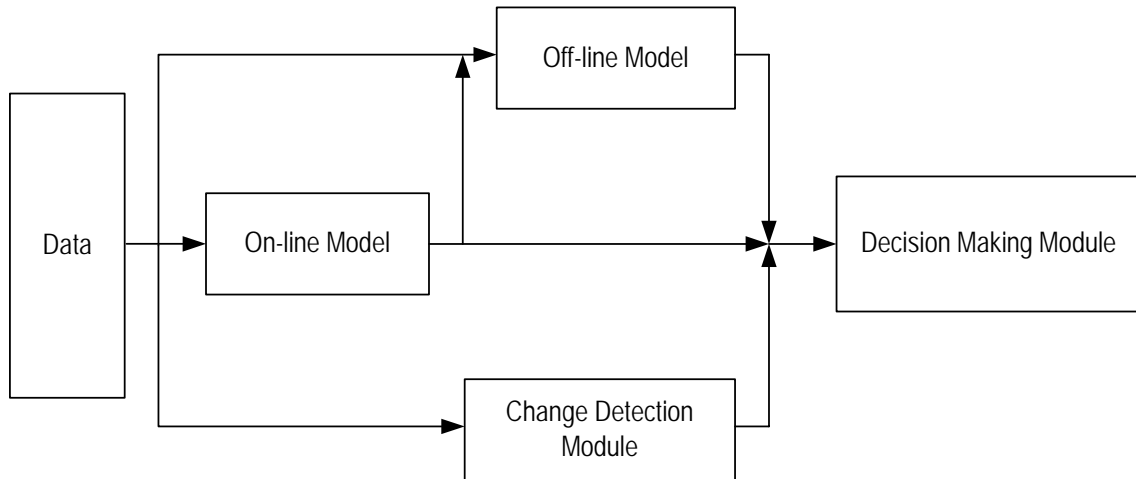 Off-line Model
Data
On-line Model
Decision Making Module
Change Detection
Module